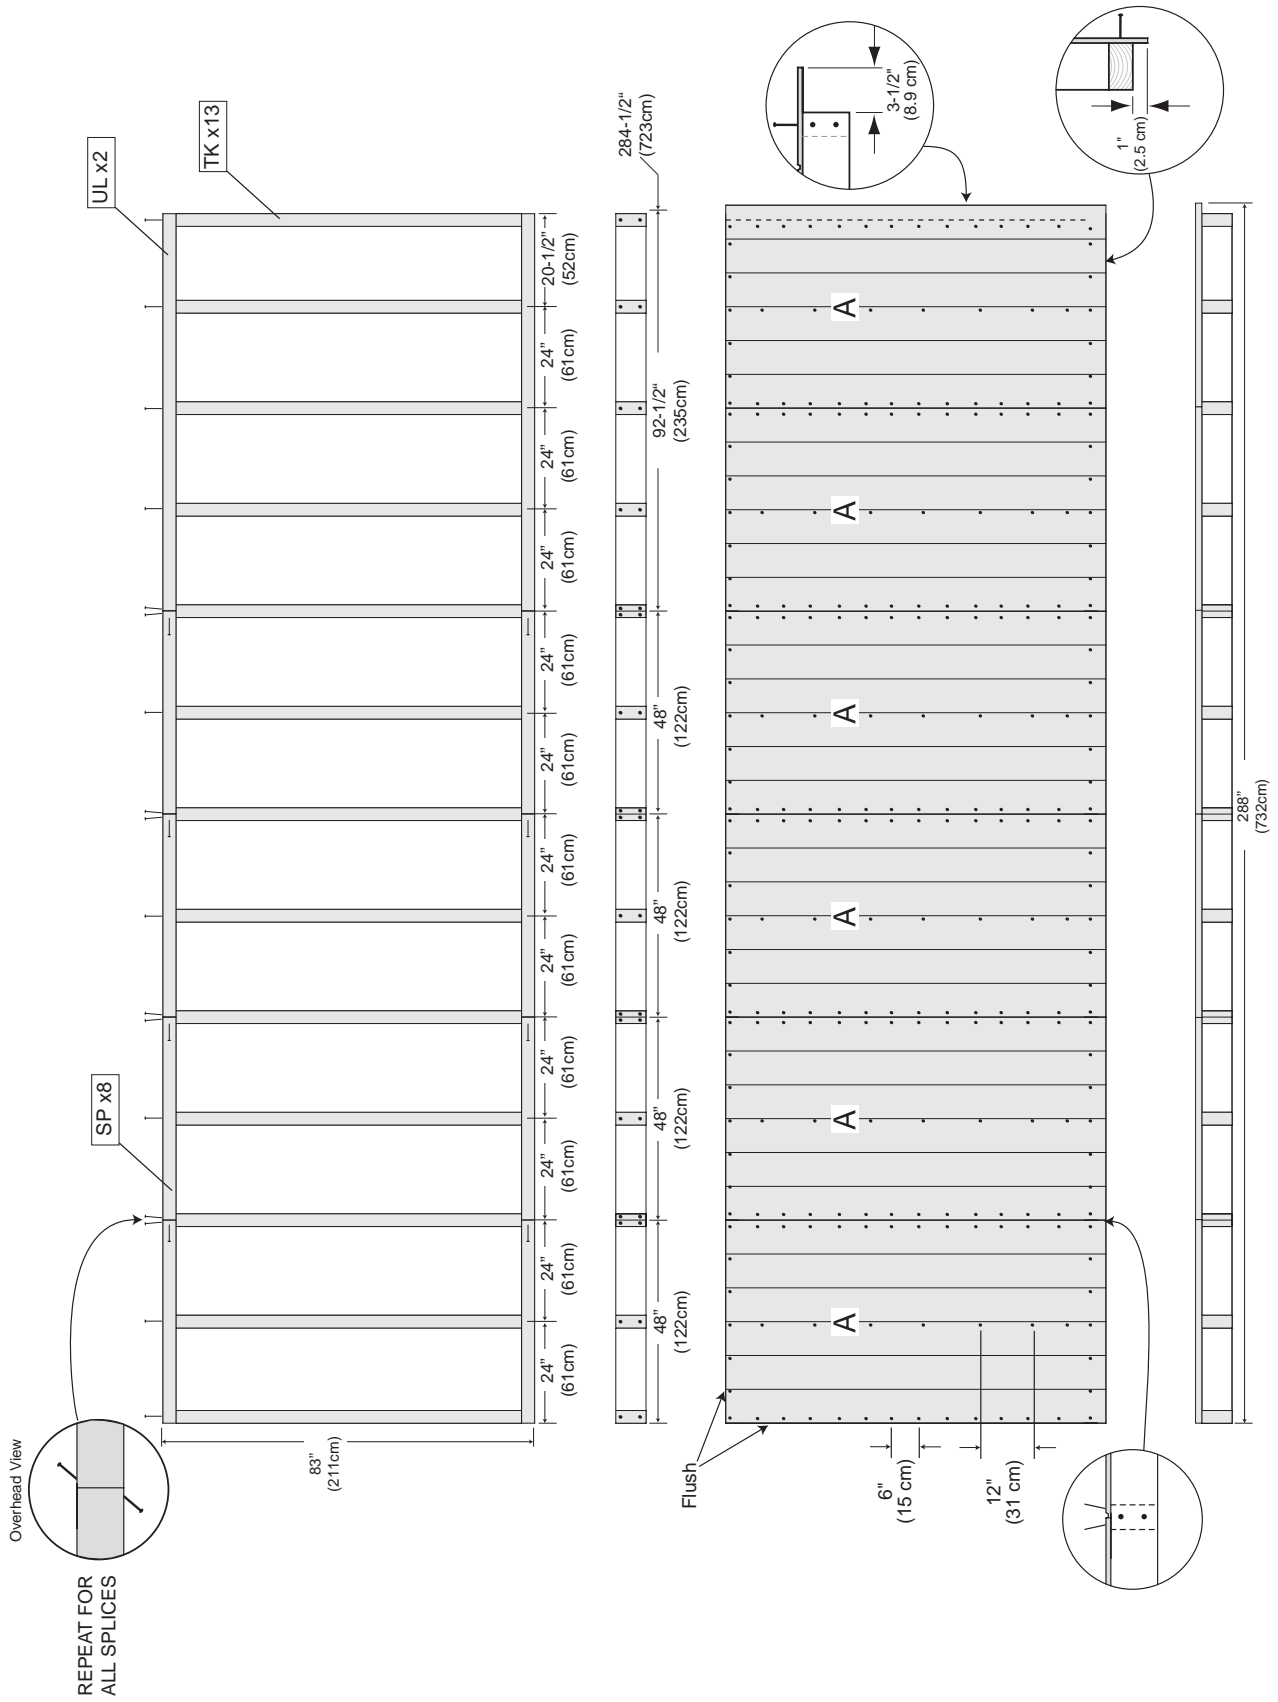 Overhead View
REPEAT FOR
ALL SPLICES
SP x8
UL x2
TK x13
83"
(211cm)
24"
(61cm)
24"
(61cm)
24"
(61cm)
24"
(61cm)
24"
(61cm)
24"
(61cm)
24"
(61cm)
24"
(61cm)
24"
(61cm)
24"
(61cm)
24"
(61cm)
20-1/2"
(52cm)
48"
(122cm)
48"
(122cm)
48"
(122cm)
48"
(122cm)
92-1/2"
(235cm)
284-1/2"
(723cm)
Flush
A
A
A
A
A
A
6"
(15 cm)
12"
(31 cm)
3-1/2"
(8.9 cm)
1"
(2.5 cm)
288"
(732cm)